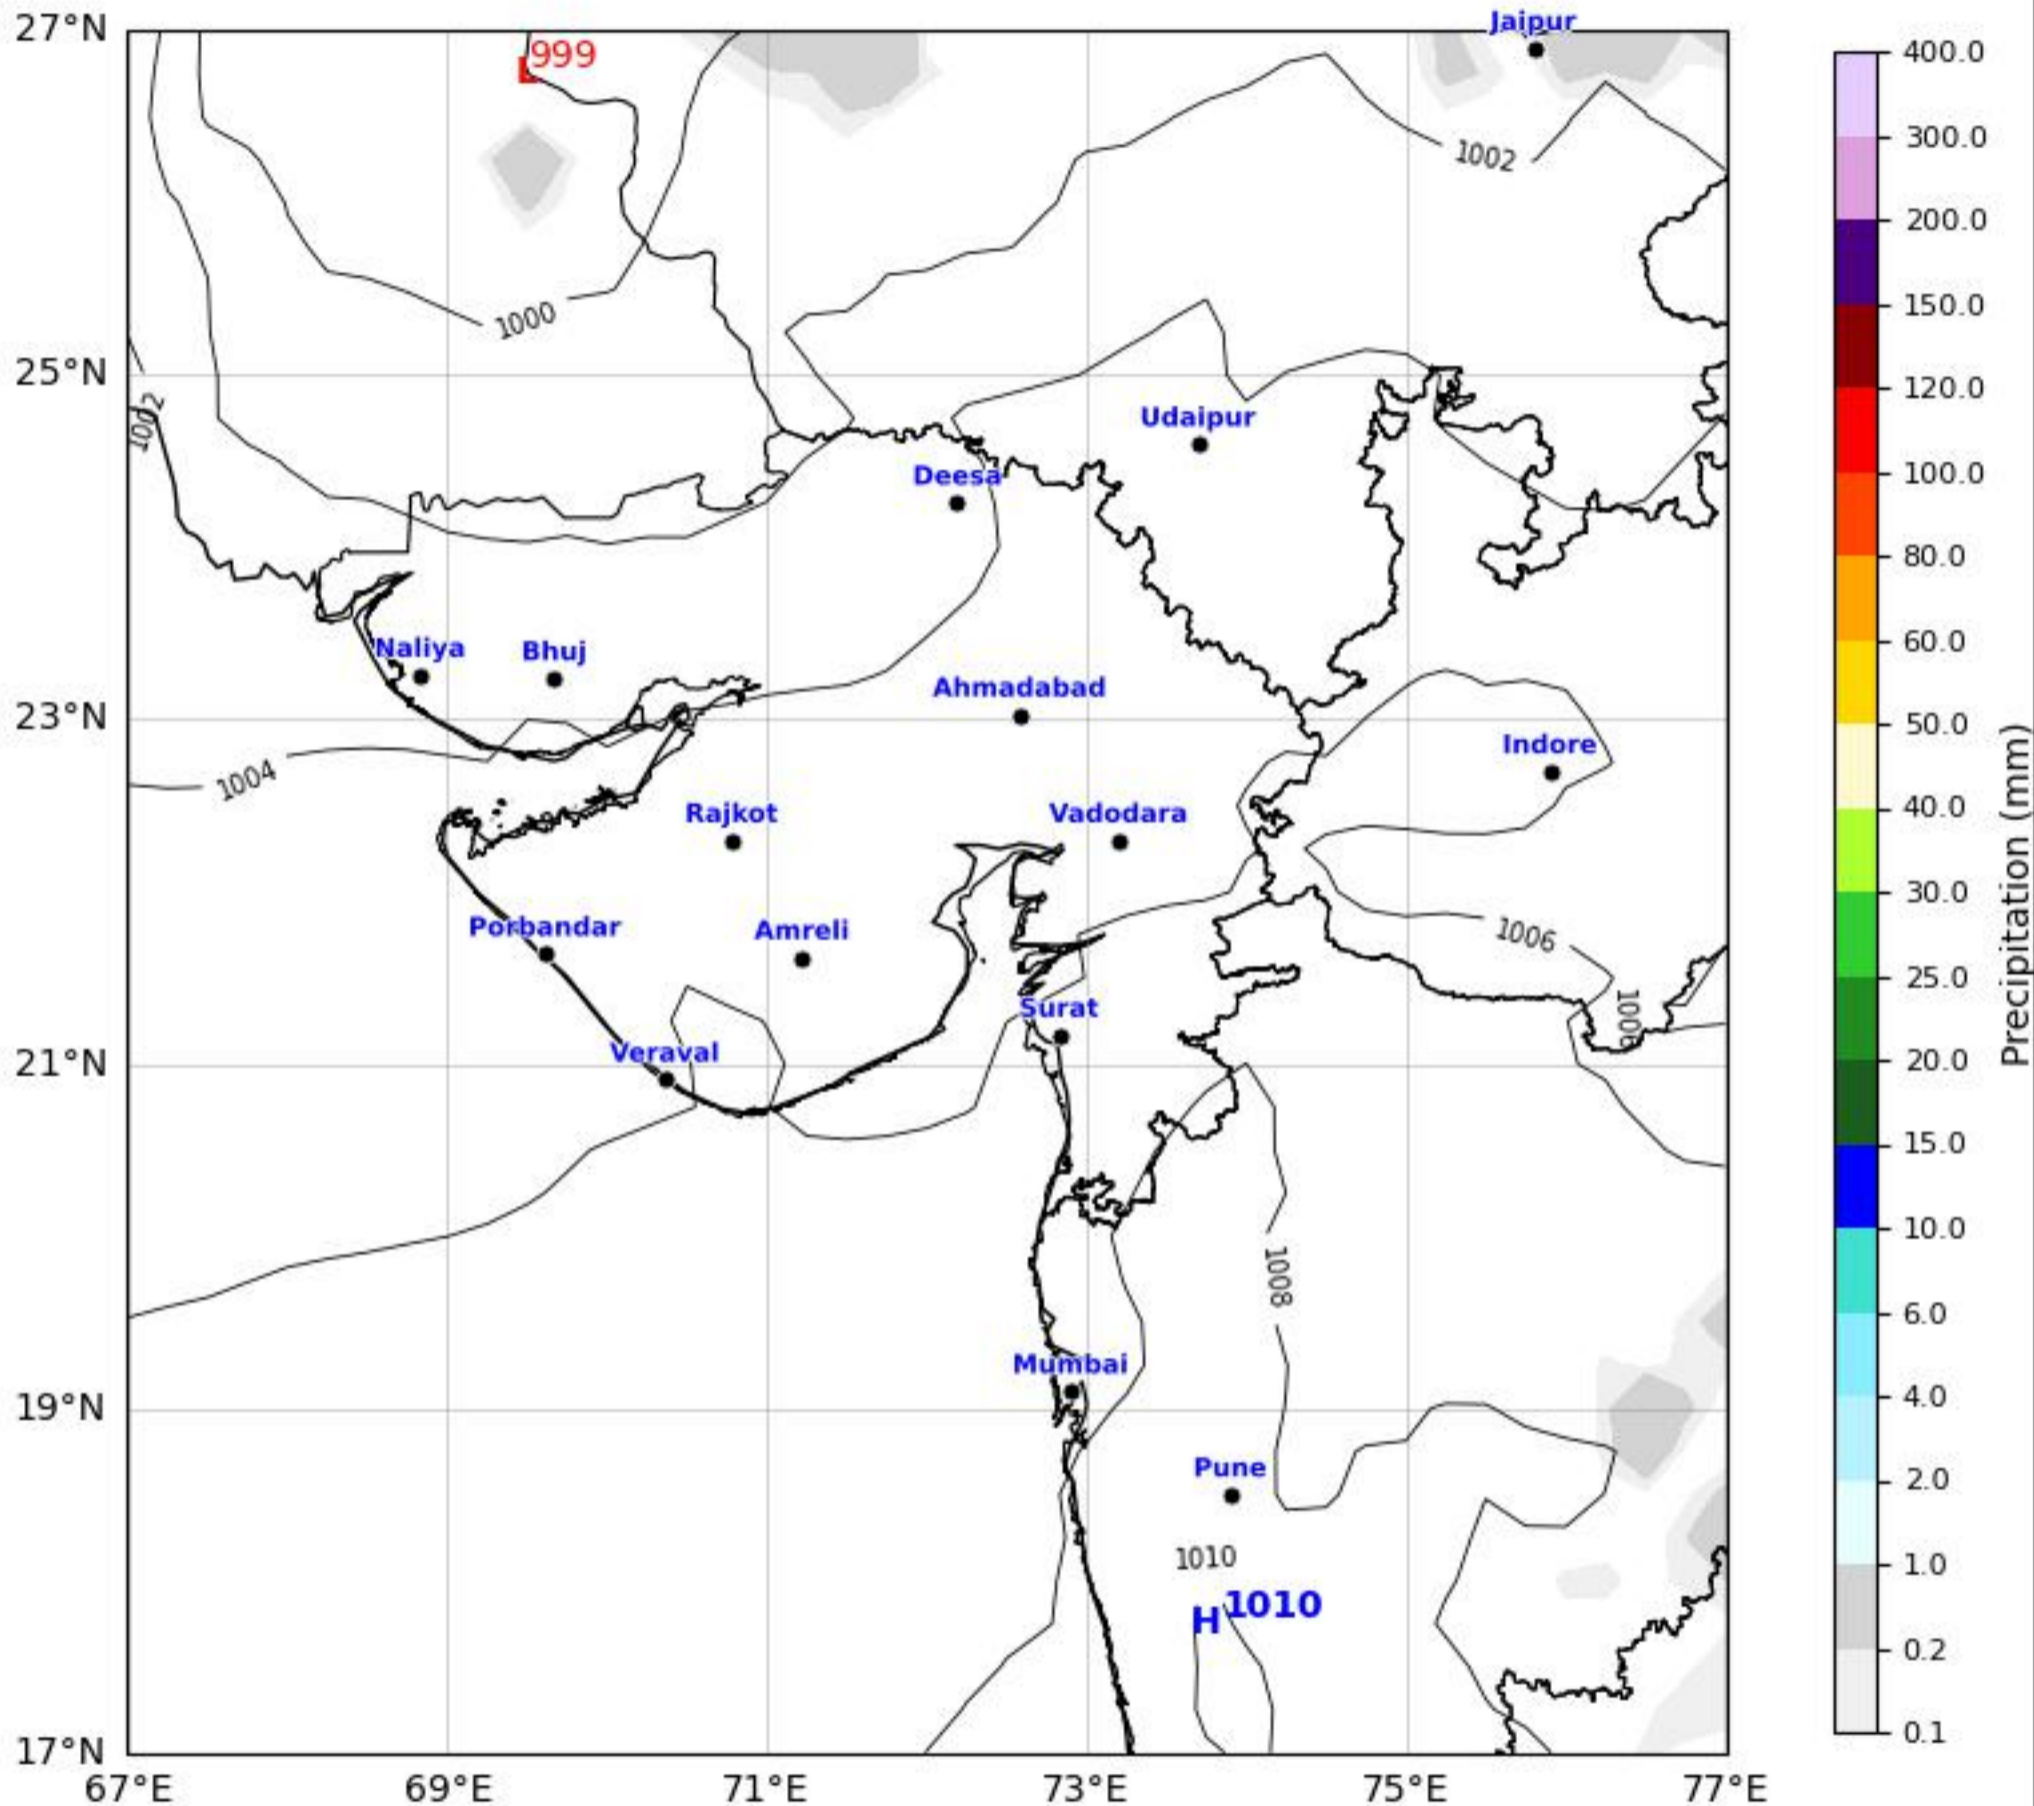 27°N
25°N
23°N
21°N
19°N
17°N
67°E
69°E
71°E
73°E
75°E
77°E
Jaipur
L
999
1002
1000
1002
Udaipur
Deesa
Naliya
Bhuj
Ahmadabad
Indore
1004
Rajkot
Vadodara
Porbandar
Amreli
1006
Surat
1006
Veraval
1008
Mumbai
Pune
1010
H
1010
400.0
300.0
200.0
150.0
120.0
100.0
80.0
60.0
50.0
40.0
30.0
25.0
20.0
15.0
10.0
6.0
4.0
2.0
1.0
0.2
0.1
Precipitation (mm)